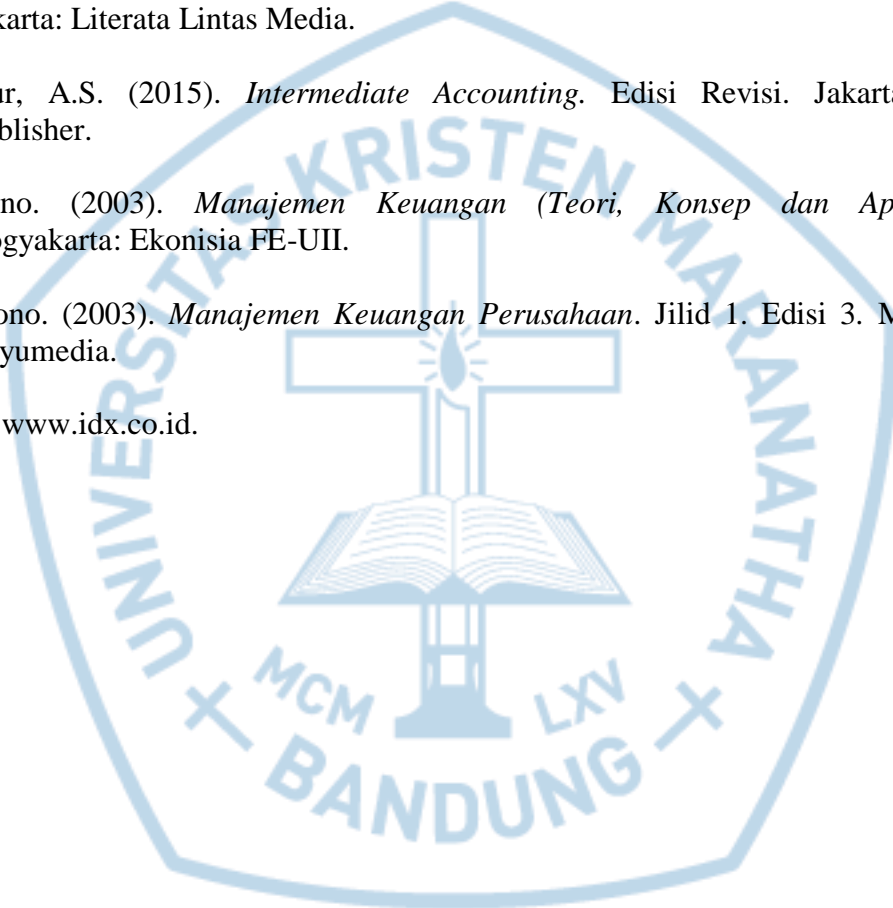 karta: Literata Lintas Media.
ur, A.S. (2015). Intermediate Accounting. Edisi Revisi. Jakarta
blisher.
no. (2003). Manajemen Keuangan (Teori, Konsep dan Ap
ogyakarta: Ekonisia FE-UII.
ono. (2003). Manajemen Keuangan Perusahaan. Jilid 1. Edisi 3. M
yumedia.
www.idx.co.id.
UNIVERSITAS KRISTEN MARANATHA
MCM LXV
BANDUNG